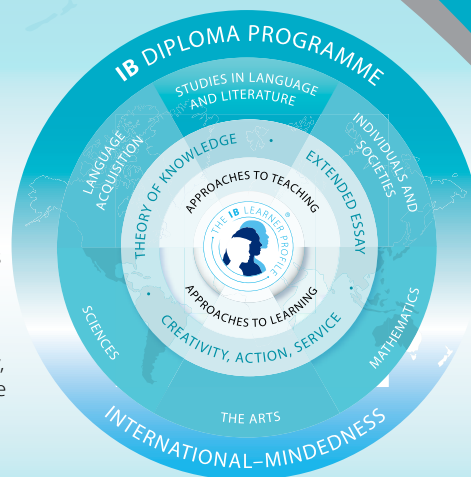 IB DIPLOMA PROGRAMME
STUDIES IN LANGUAGE
AND LITERATURE
LANGUAGE
ACQUISITION
INDIVIDUALS AND
SOCIETIES
THEORY OF KNOWLEDGE
EXTENDED ESSAY
APPROACHES TO TEACHING
THE IB LEARNER PROFILE
®
APPROACHES TO LEARNING
CREATIVITY, ACTION, SERVICE
SCIENCES
MATHEMATICS
THE ARTS
INTERNATIONAL–MINDEDNESS